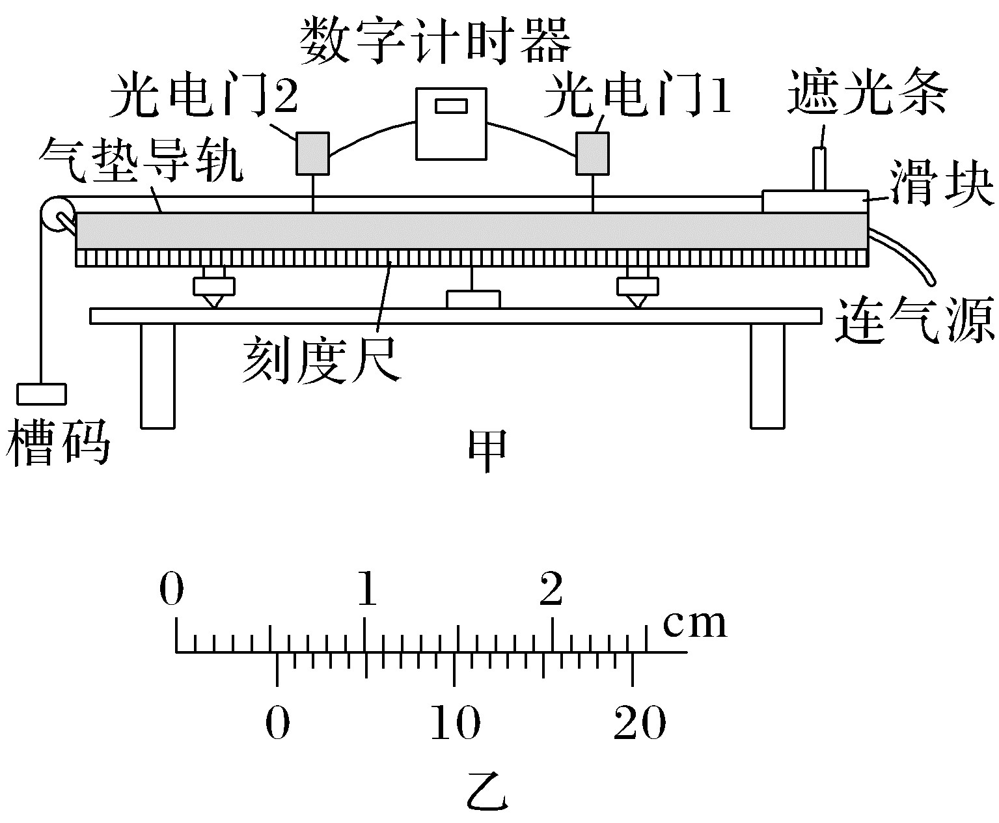 数字计时器
光电门2
光电门1
遮光条
气垫导轨
滑块
连气源
刻度尺
槽码
甲
0 1 2
cm
0 10 20
乙